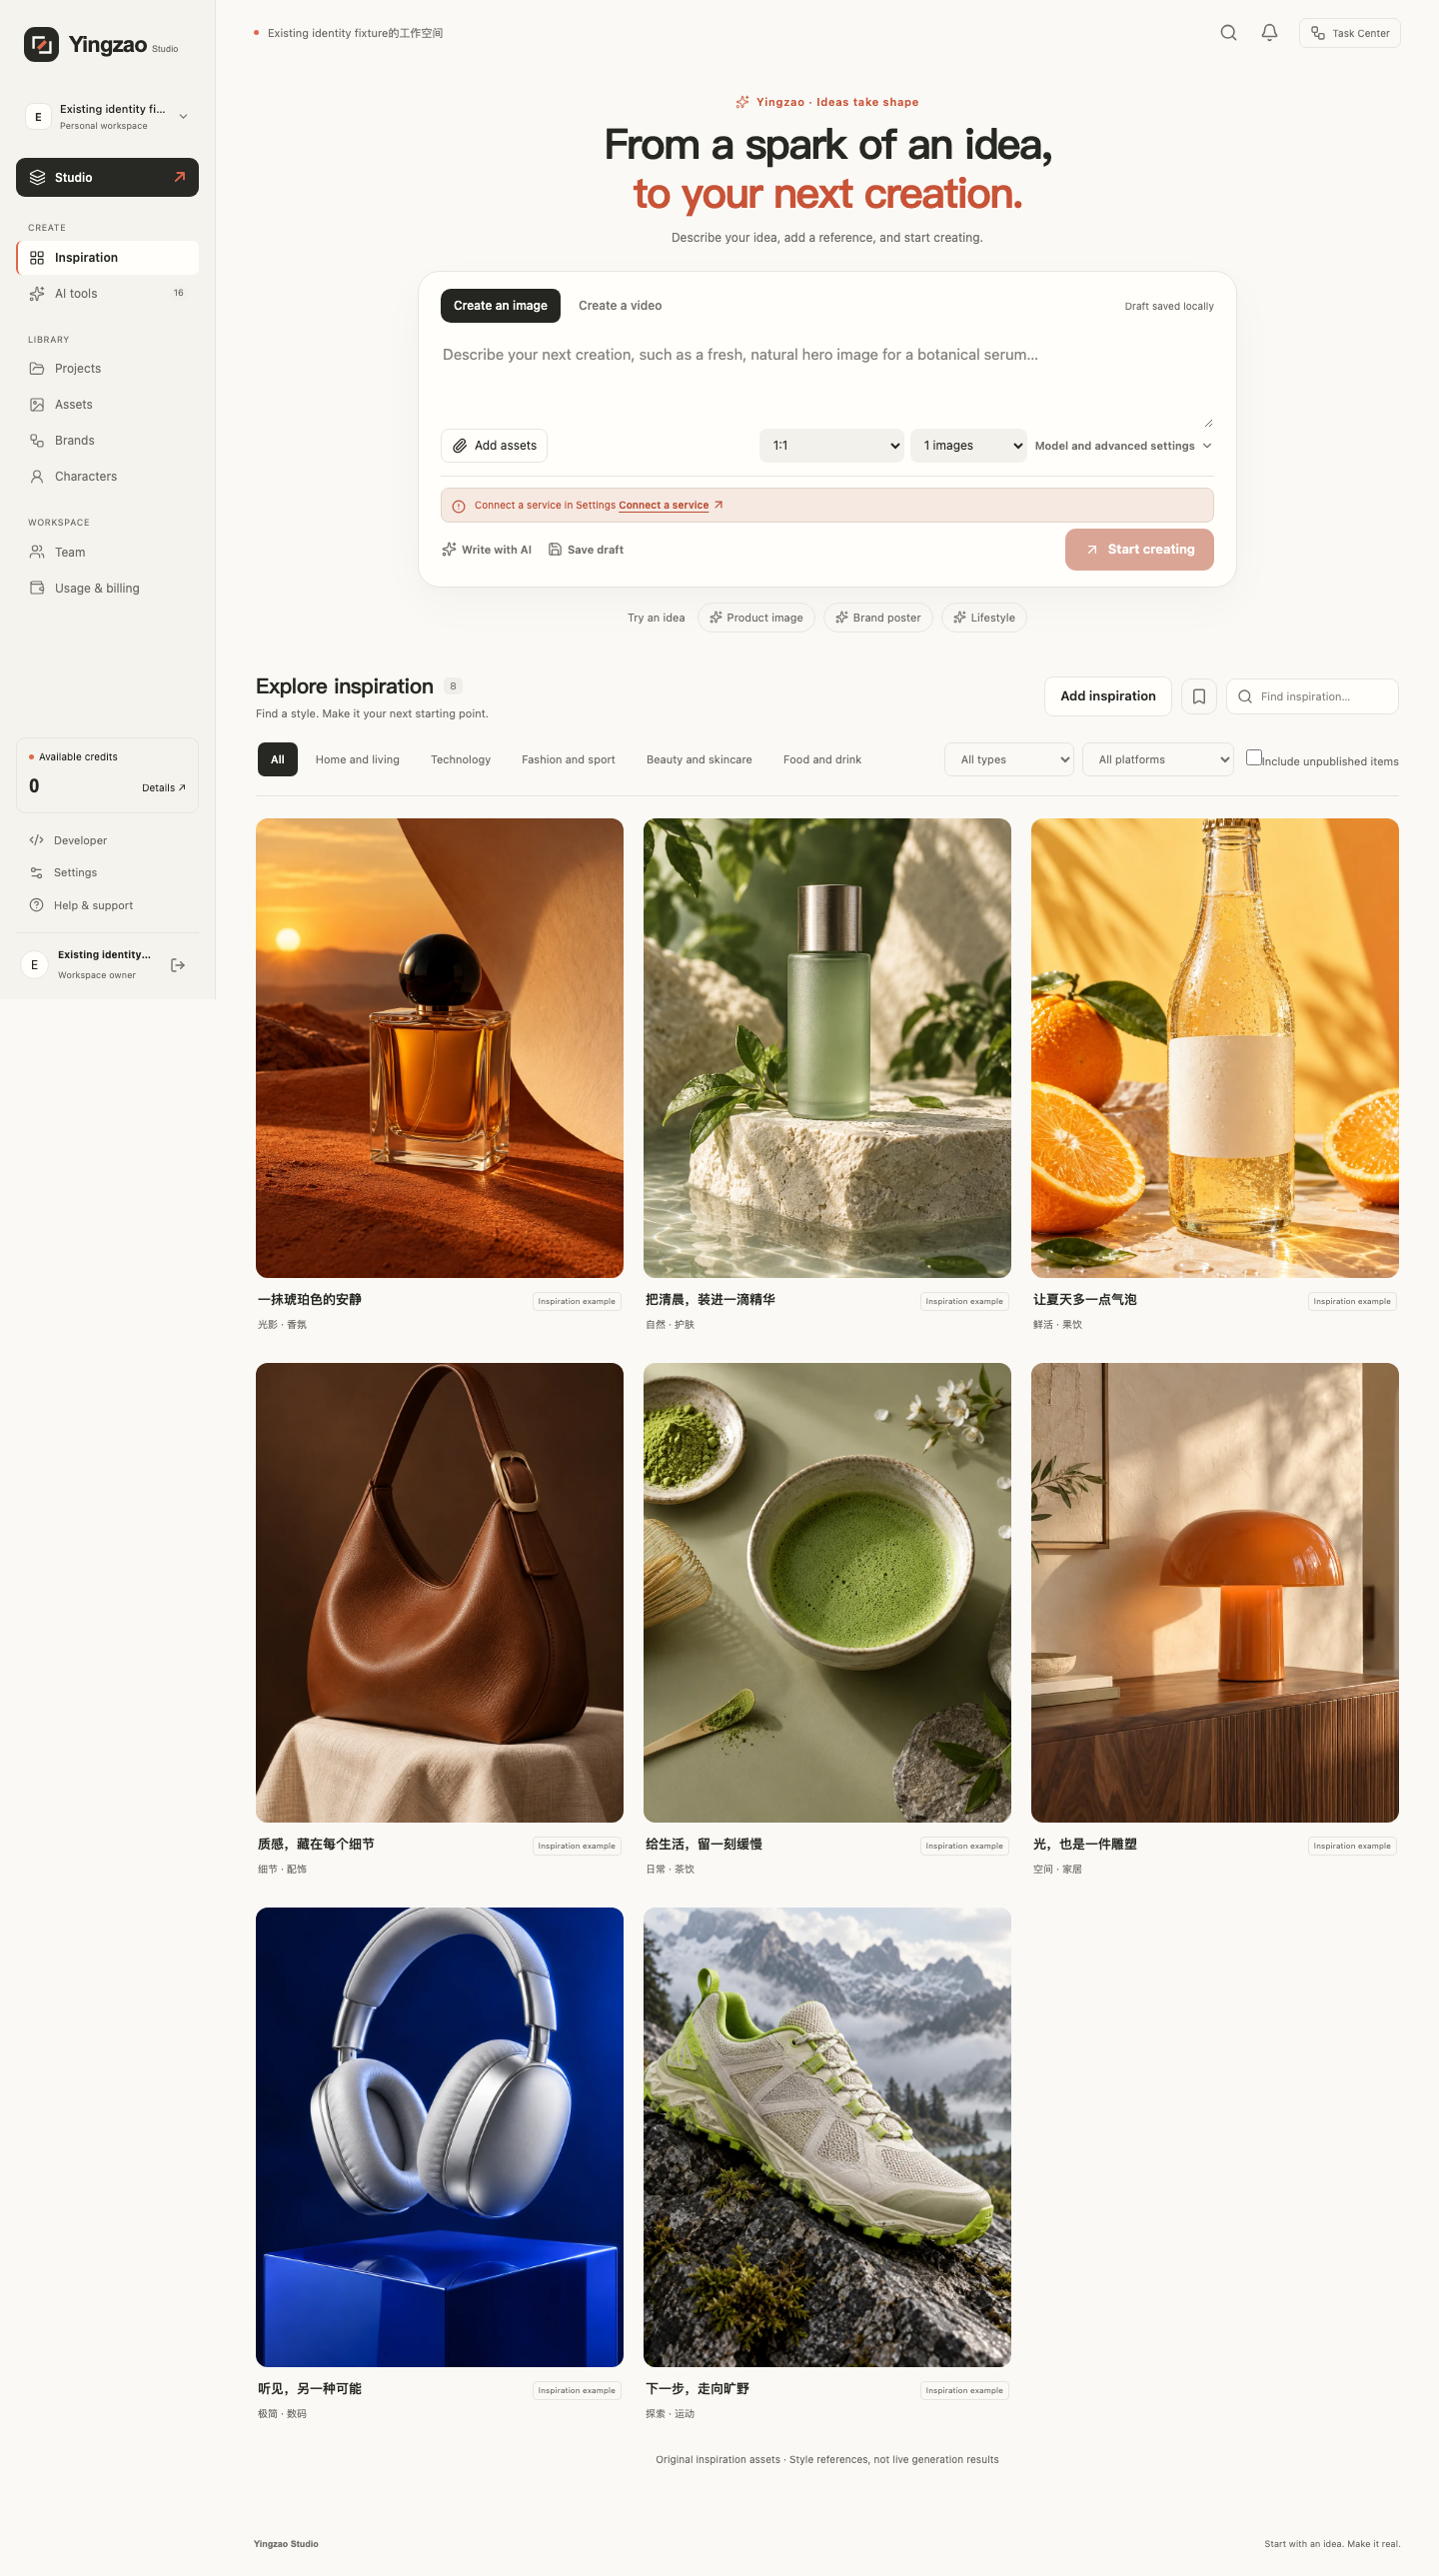 Yingzao Studio
E
Existing identity fi...
Personal workspace
Studio
CREATE
Inspiration
AI tools
16
LIBRARY
Projects
Assets
Brands
Characters
WORKSPACE
Team
Usage & billing
Available credits
0
Details ↗
Developer
Settings
Help & support
E
Existing identity...
Workspace owner
Existing identity fixture的工作空间
Task Center
Yingzao · Ideas take shape
From a spark of an idea,
to your next creation.
Describe your idea, add a reference, and start creating.
Create an image
Create a video
Draft saved locally
Describe your next creation, such as a fresh, natural hero image for a botanical serum...
Add assets
1:1
1 images
Model and advanced settings
Connect a service in Settings Connect a service
Write with AI
Save draft
Start creating
Try an idea
Product image
Brand poster
Lifestyle
Explore inspiration
8
Find a style. Make it your next starting point.
Add inspiration
Find inspiration...
All
Home and living
Technology
Fashion and sport
Beauty and skincare
Food and drink
All types
All platforms
Include unpublished items
一抹琥珀色的安静
Inspiration example
光影 · 香氛
把清晨，装进一滴精华
Inspiration example
自然 · 护肤
让夏天多一点气泡
Inspiration example
鲜活 · 果饮
质感，藏在每个细节
Inspiration example
细节 · 配饰
给生活，留一刻缓慢
Inspiration example
日常 · 茶饮
光，也是一件雕塑
Inspiration example
空间 · 家居
听见，另一种可能
Inspiration example
极简 · 数码
下一步，走向旷野
Inspiration example
探索 · 运动
Original inspiration assets · Style references, not live generation results
Yingzao Studio
Start with an idea. Make it real.